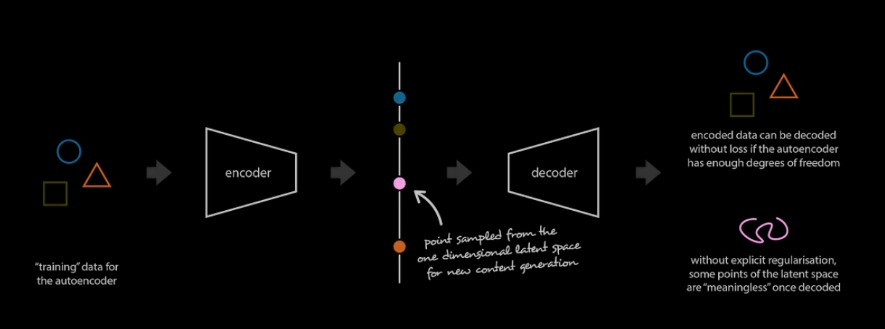 "training" data for
the autoencoder
encoder
point sampled from the
one dimensional latent space
for new content generation
decoder
encoded data can be decoded
without loss if the autoencoder
has enough degrees of freedom
without explicit regularisation,
some points of the latent space
are "meaningless" once decoded